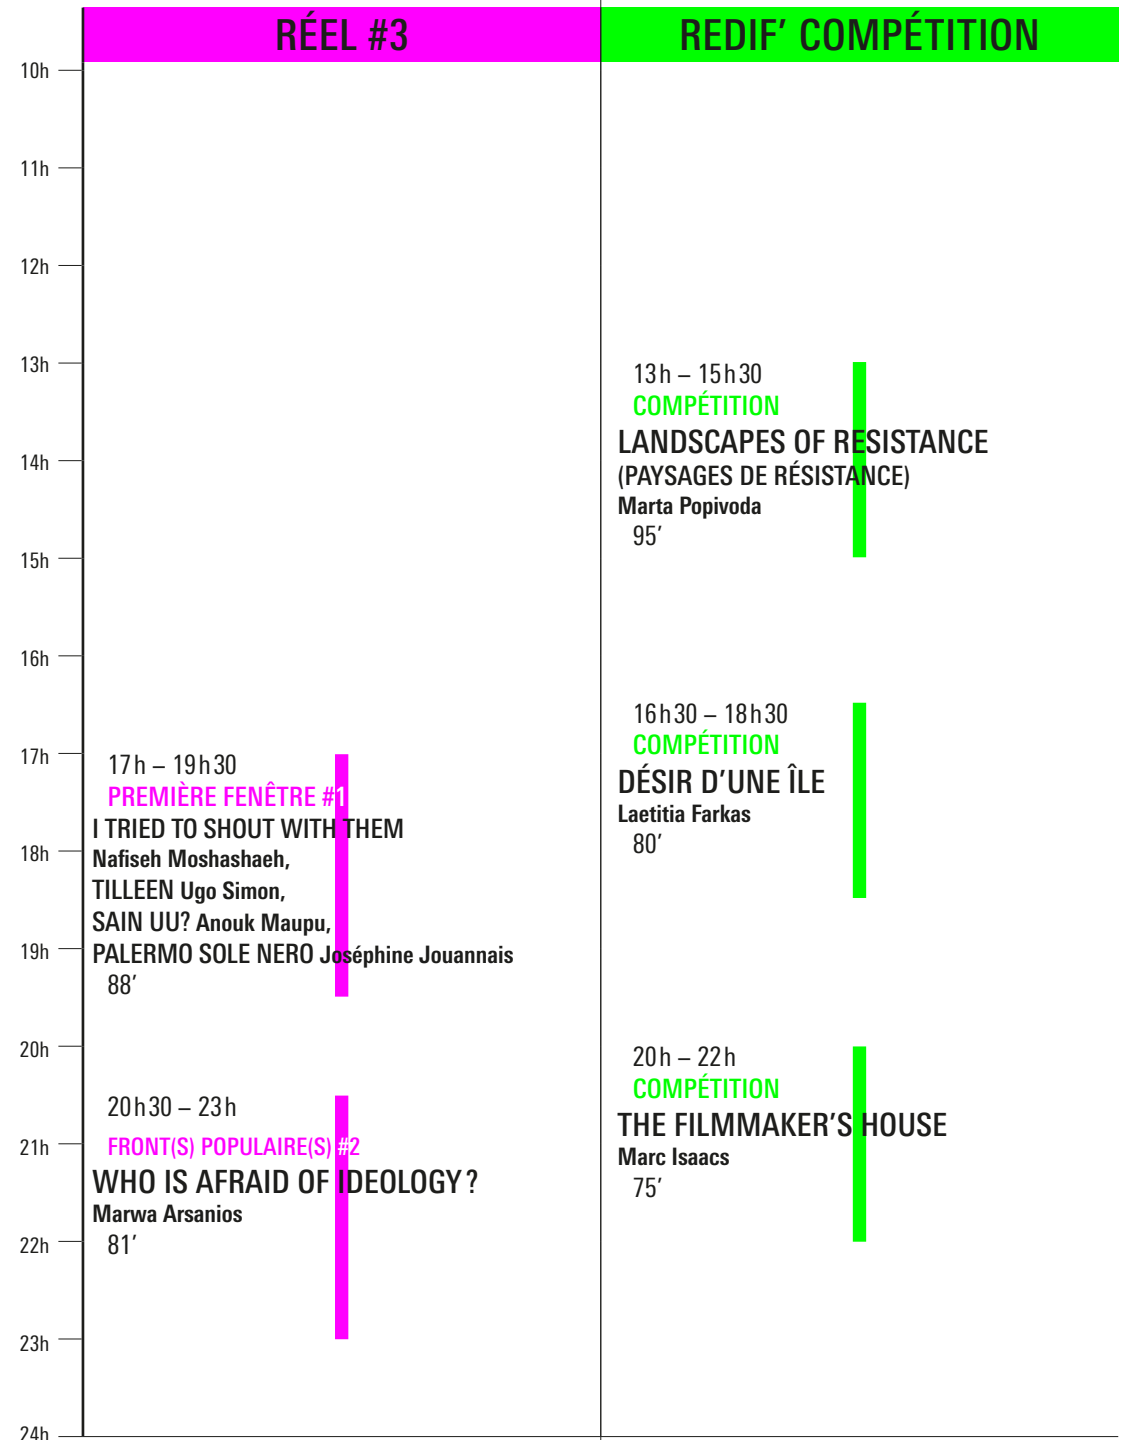 RÉEL #3
REDIF’ COMPÉTITION
10h
11h
12h
13h
14h
15h
16h
17h
18h
19h
20h
21h
22h
23h
24h
17h – 19h30
PREMIÈRE FENÊTRE #1
I TRIED TO SHOUT WITH THEM
Nafiseh Moshashaeh,
TILLEEN Ugo Simon,
SAIN UU? Anouk Maupu,
PALERMO SOLE NERO Joséphine Jouannais
88’
20h30 – 23h
FRONT(S) POPULAIRE(S) #2
WHO IS AFRAID OF IDEOLOGY?
Marwa Arsanios
81’
13h – 15h30
COMPÉTITION
LANDSCAPES OF RESISTANCE
(PAYSAGES DE RÉSISTANCE)
Marta Popivoda
95’
16h30 – 18h30
COMPÉTITION
DÉSIR D’UNE ÎLE
Laetitia Farkas
80’
20h – 22h
COMPÉTITION
THE FILMMAKER’S HOUSE
Marc Isaacs
75’